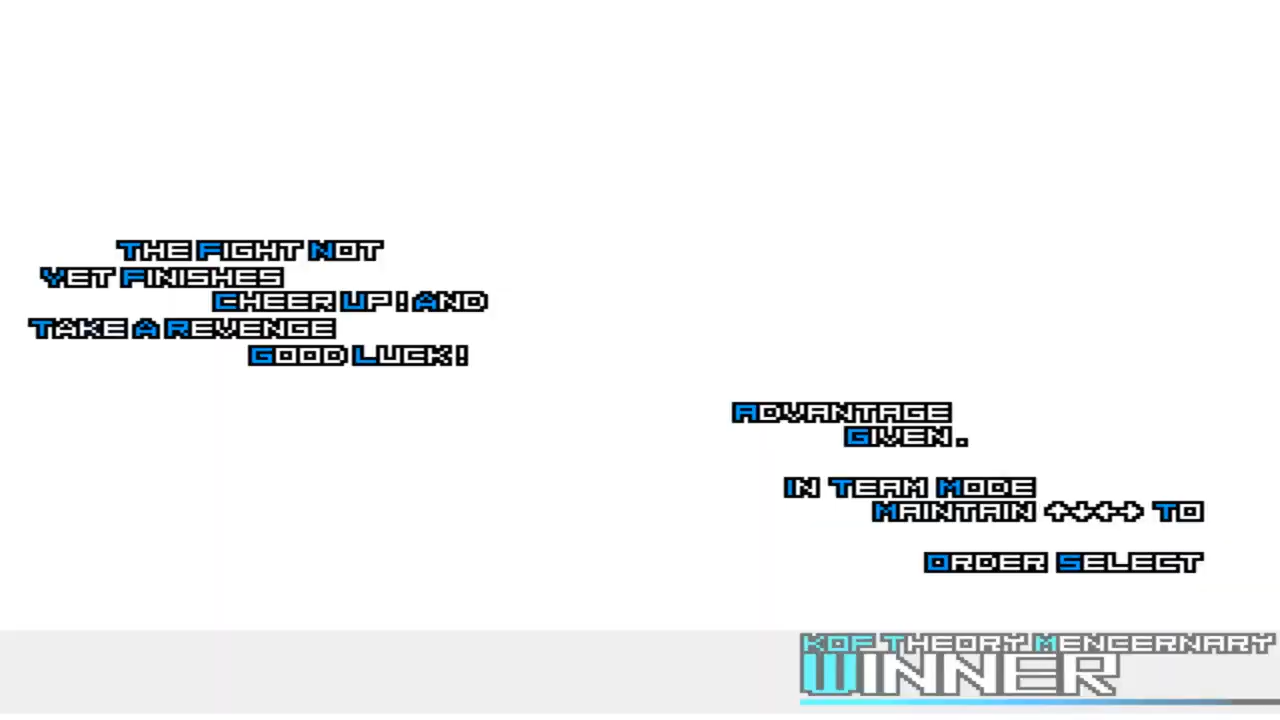 The Fight Not
Yet Finishes
Cheer Up! And
Take A Revenge
Good Luck!
Advantage
Given.
In Team Mode
Maintain ↑↓←→ To
Order Select
KOF Theory Mencernary
Winner